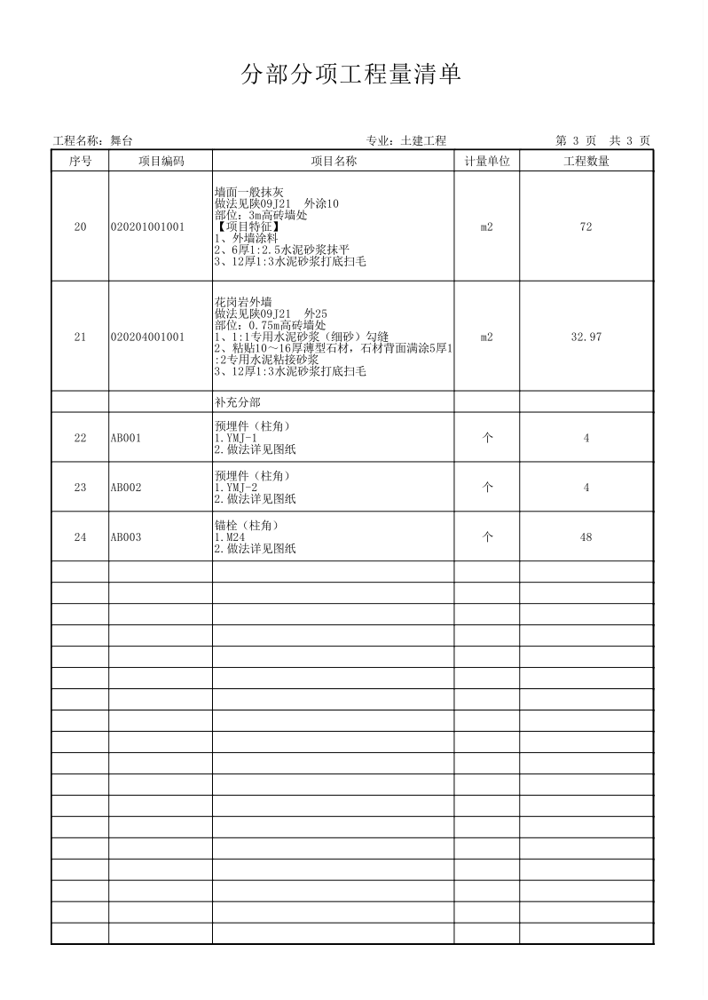 分部分项工程量清单
工程名称：舞台 专业：土建工程 第 3 页 共 3 页
序号 项目编码 项目名称 计量单位 工程数量
20 020201001001 墙面一般抹灰
做法见陕09J21 外涂10
部位：3m高砖墙处
【项目特征】
1、外墙涂料
2、6厚1:2.5水泥砂浆抹平
3、12厚1:3水泥砂浆打底扫毛
m2 72
21 020204001001 花岗岩外墙
做法见陕09J21 外25
部位：0.75m高砖墙处
1、1:1专用水泥砂浆（细砂）勾缝
2、粘贴10～16厚薄型石材，石材背面满涂5厚1
:2专用水泥粘接砂浆
3、12厚1:3水泥砂浆打底扫毛
m2 32.97
补充分部
22 AB001 预埋件（柱角）
1.YMJ-1
2.做法详见图纸
个 4
23 AB002 预埋件（柱角）
1.YMJ-2
2.做法详见图纸
个 4
24 AB003 锚栓（柱角）
1.M24
2.做法详见图纸
个 48